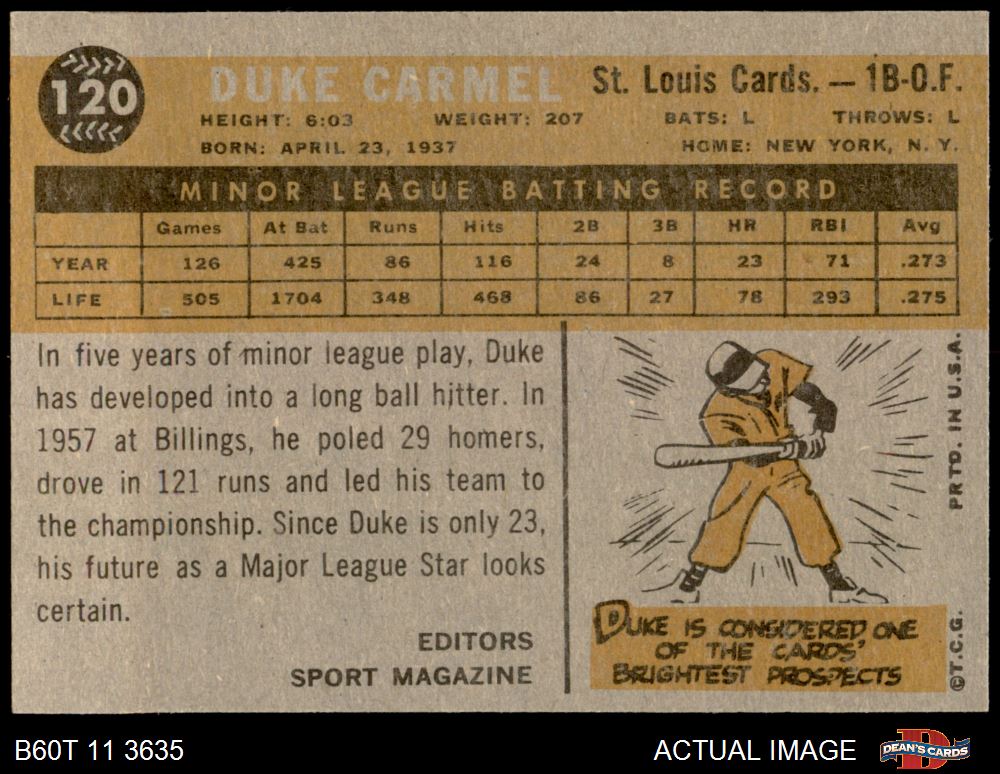 120
DUKE CARMEL St. Louis Cards. — 1B-O.F.
HEIGHT: 6:03 WEIGHT: 207 BATS: L THROWS: L
BORN: APRIL 23, 1937 HOME: NEW YORK, N. Y.
MINOR LEAGUE BATTING RECORD
Games At Bat Runs Hits 2B 3B HR RBI Avg
YEAR 126 425 86 116 24 8 23 71 .273
LIFE 505 1704 348 468 86 27 78 293 .275
In five years of minor league play, Duke
has developed into a long ball hitter. In
1957 at Billings, he poled 29 homers,
drove in 121 runs and led his team to
the championship. Since Duke is only 23,
his future as a Major League Star looks
certain.
EDITORS
SPORT MAGAZINE
DUKE IS CONSIDERED ONE
OF THE CARDS'
BRIGHTEST PROSPECTS
©T.C.G. PRTD. IN U.S.A.
B60T 11 3635 ACTUAL IMAGE DEAN'S CARDS